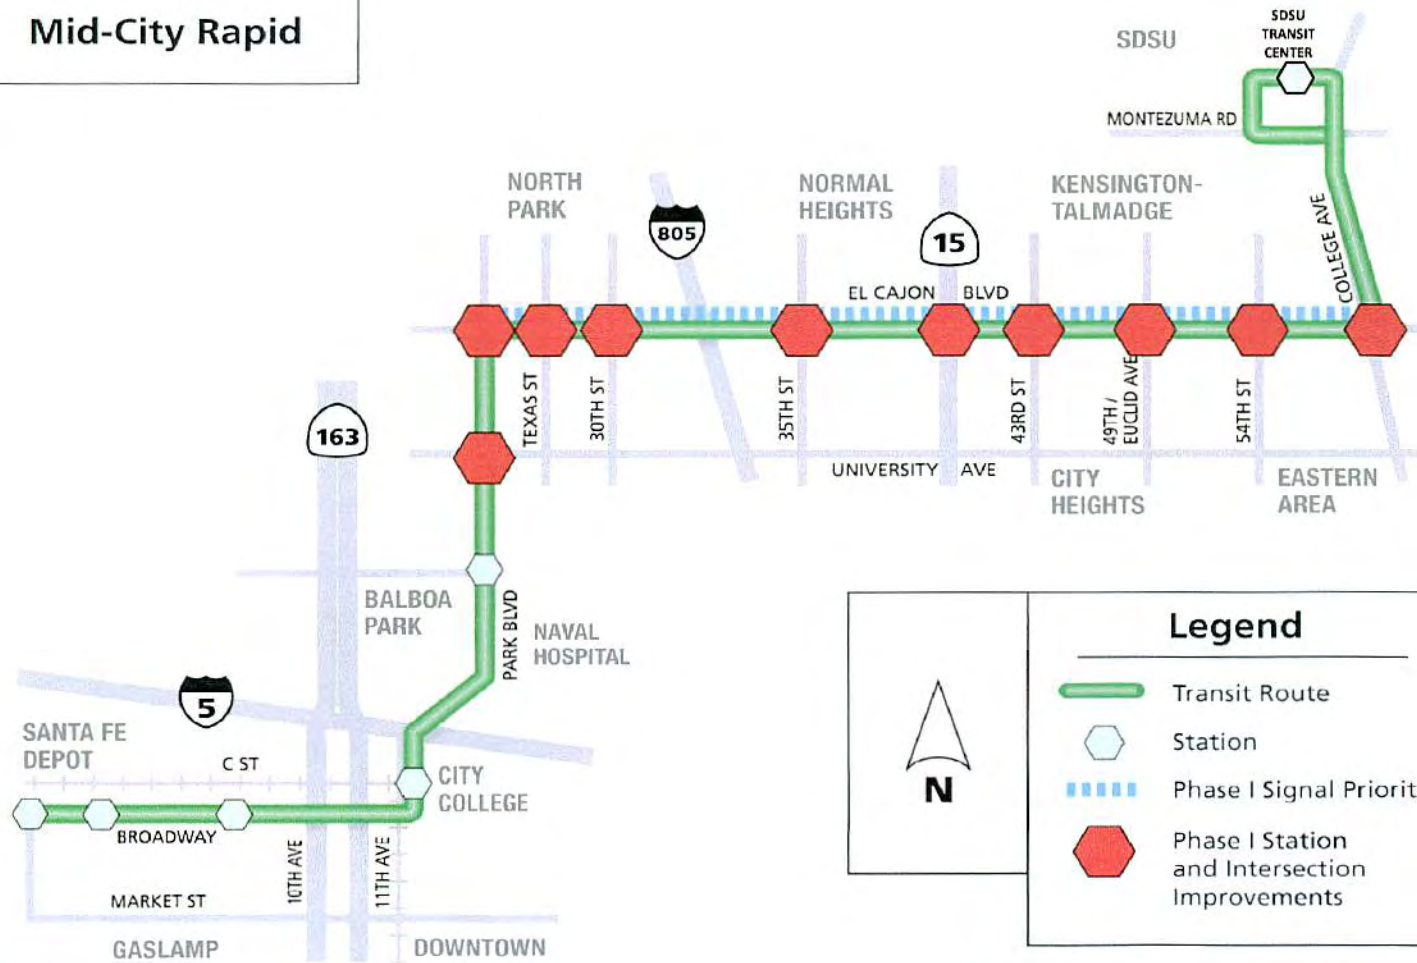 Mid-City Rapid
SDSU
TRANSIT
CENTER
SDSU
MONTEZUMA RD
NORTH
PARK
805
NORMAL
HEIGHTS
15
KENSINGTON-
TALMADGE
COLLEGE AVE
EL CAJON BLVD
TEXAS ST
30TH ST
35TH ST
43RD ST
49TH /
EUCLID AVE
54TH ST
163
UNIVERSITY AVE
CITY
HEIGHTS
EASTERN
AREA
BALBOA
PARK
PARK BLVD
NAVAL
HOSPITAL
5
SANTA FE
DEPOT
C ST
CITY
COLLEGE
BROADWAY
10TH AVE
11TH AVE
MARKET ST
GASLAMP
DOWNTOWN
N
Legend
Transit Route
Station
Phase I Signal Priorit
Phase I Station
and Intersection
Improvements